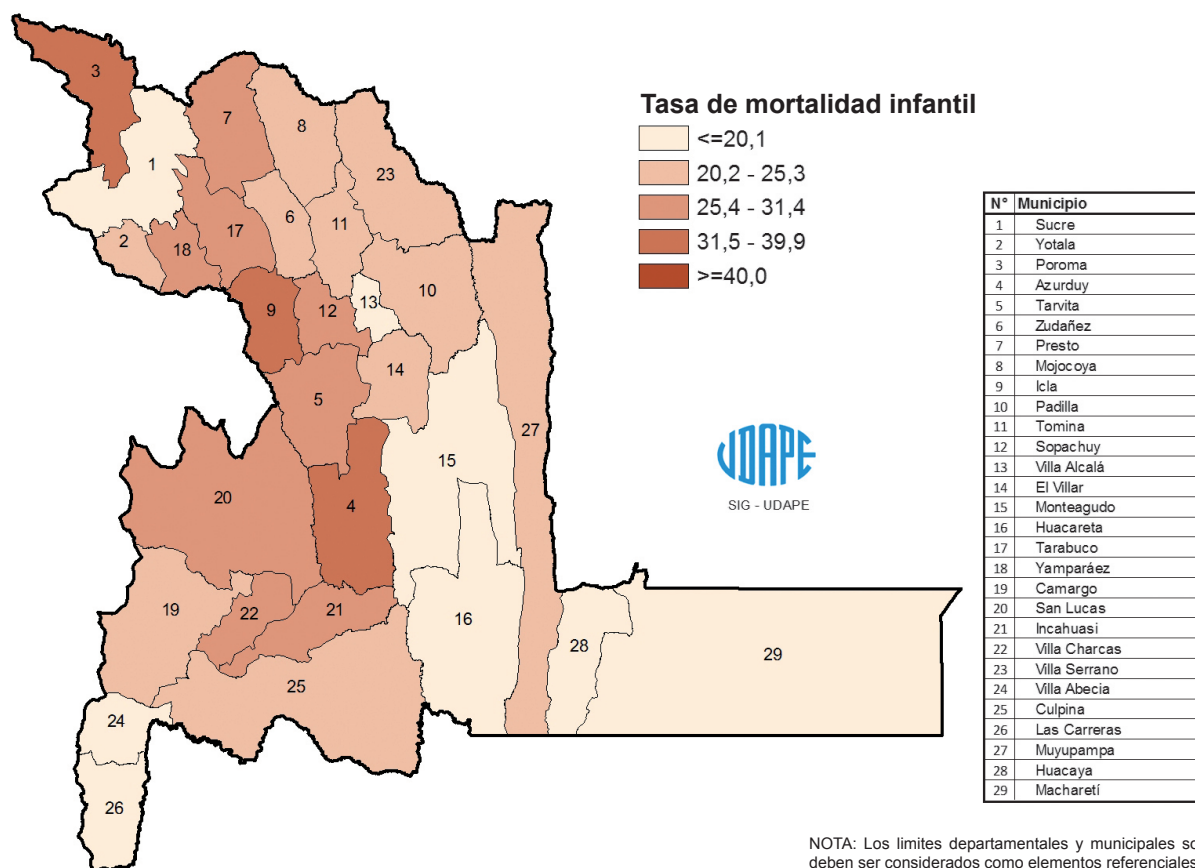 Tasa de mortalidad infantil
<=20,1
20,2 - 25,3
25,4 - 31,4
31,5 - 39,9
>=40,0
3
7
8
1
23
6
11
17
2
18
10
9
12
13
14
5
27
15
20
4
19
22
21
16
28
29
25
24
26
UDAPE
SIG - UDAPE
N° Municipio
1 Sucre
2 Yotala
3 Poroma
4 Azurduy
5 Tarvita
6 Zudañez
7 Presto
8 Mojocoya
9 Icla
10 Padilla
11 Tomina
12 Sopachuy
13 Villa Alcalá
14 El Villar
15 Monteagudo
16 Huacareta
17 Tarabuco
18 Yamparáez
19 Camargo
20 San Lucas
21 Incahuasi
22 Villa Charcas
23 Villa Serrano
24 Villa Abecia
25 Culpina
26 Las Carreras
27 Muyupampa
28 Huacaya
29 Macharetí
NOTA: Los limites departamentales y municipales so
deben ser considerados como elementos referenciales